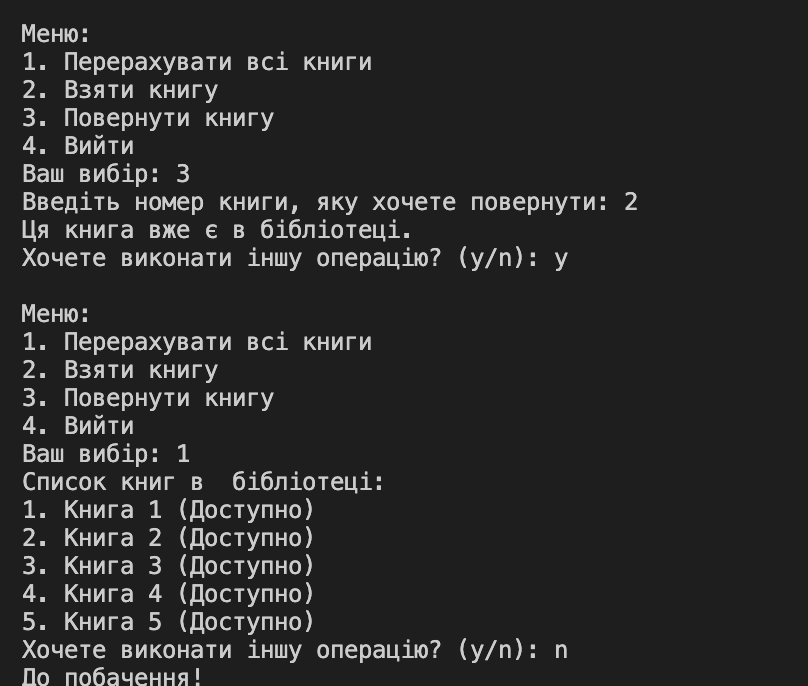 Меню:
1. Перерахувати всі книги
2. Взяти книгу
3. Повернути книгу
4. Вийти
Ваш вибір: 3
Введіть номер книги, яку хочете повернути: 2
Ця книга вже є в бібліотеці.
Хочете виконати іншу операцію? (y/n): y
Меню:
1. Перерахувати всі книги
2. Взяти книгу
3. Повернути книгу
4. Вийти
Ваш вибір: 1
Список книг в  бібліотеці:
1. Книга 1 (Доступно)
2. Книга 2 (Доступно)
3. Книга 3 (Доступно)
4. Книга 4 (Доступно)
5. Книга 5 (Доступно)
Хочете виконати іншу операцію? (y/n): n
До побачення!